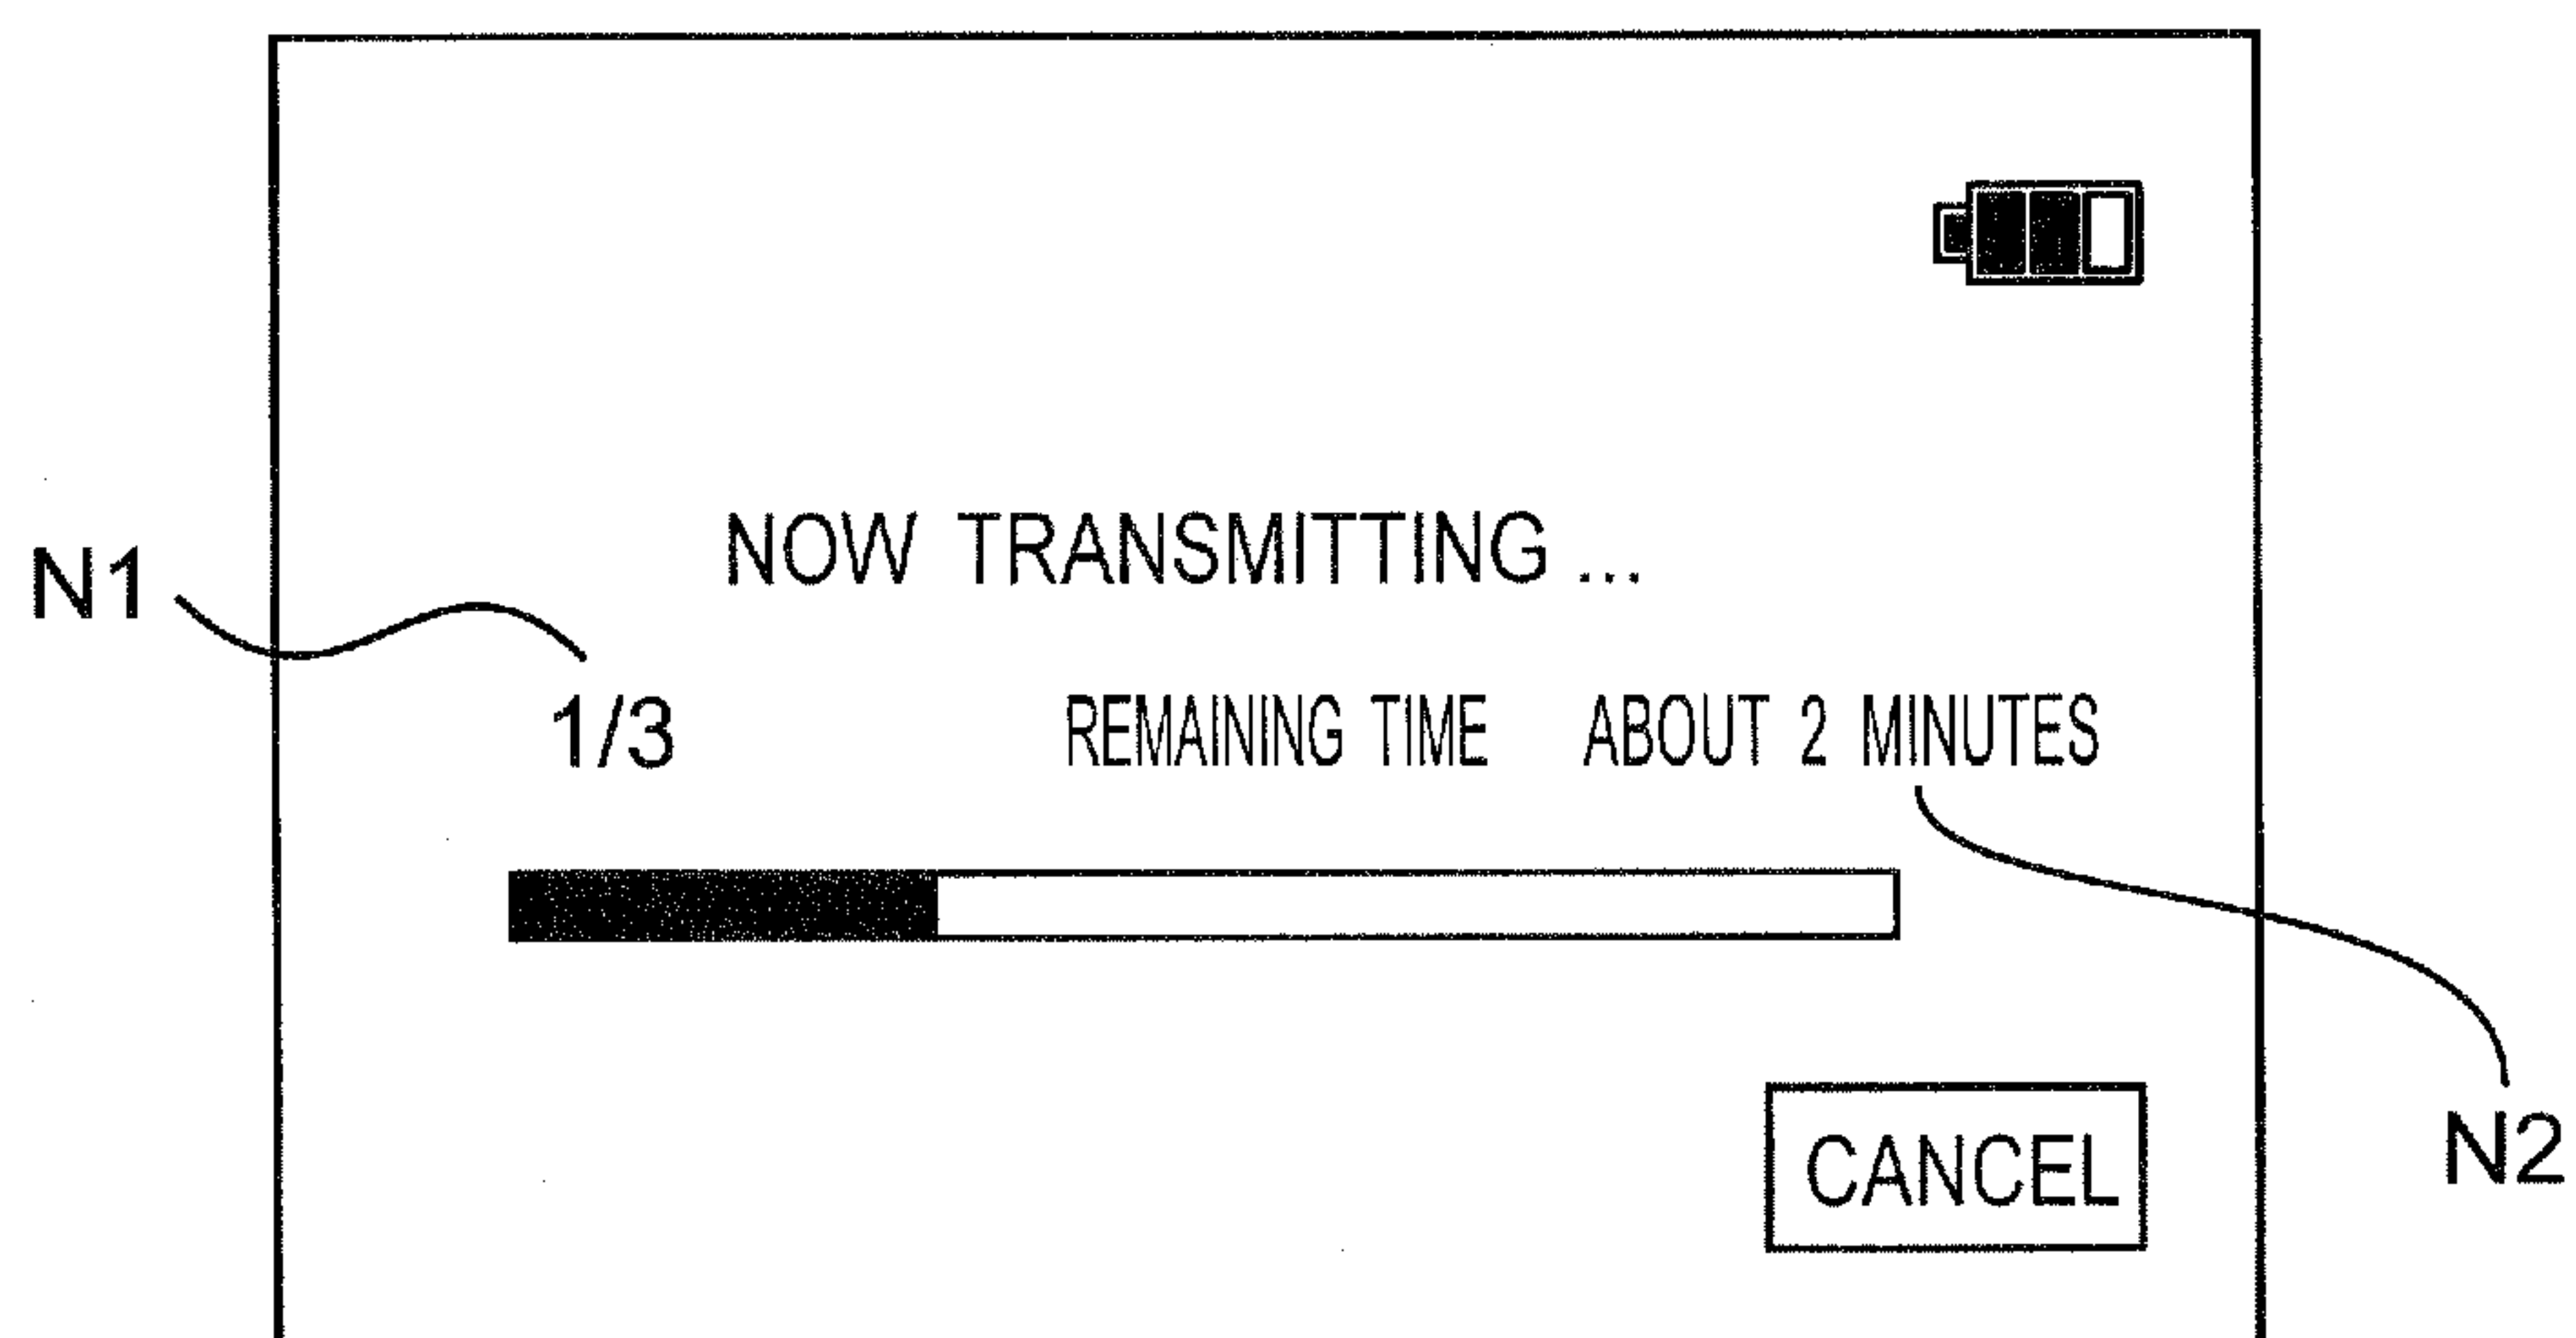 NOW TRANSMITTING ...
N1
1/3 REMAINING TIME ABOUT 2 MINUTES
CANCEL
N2